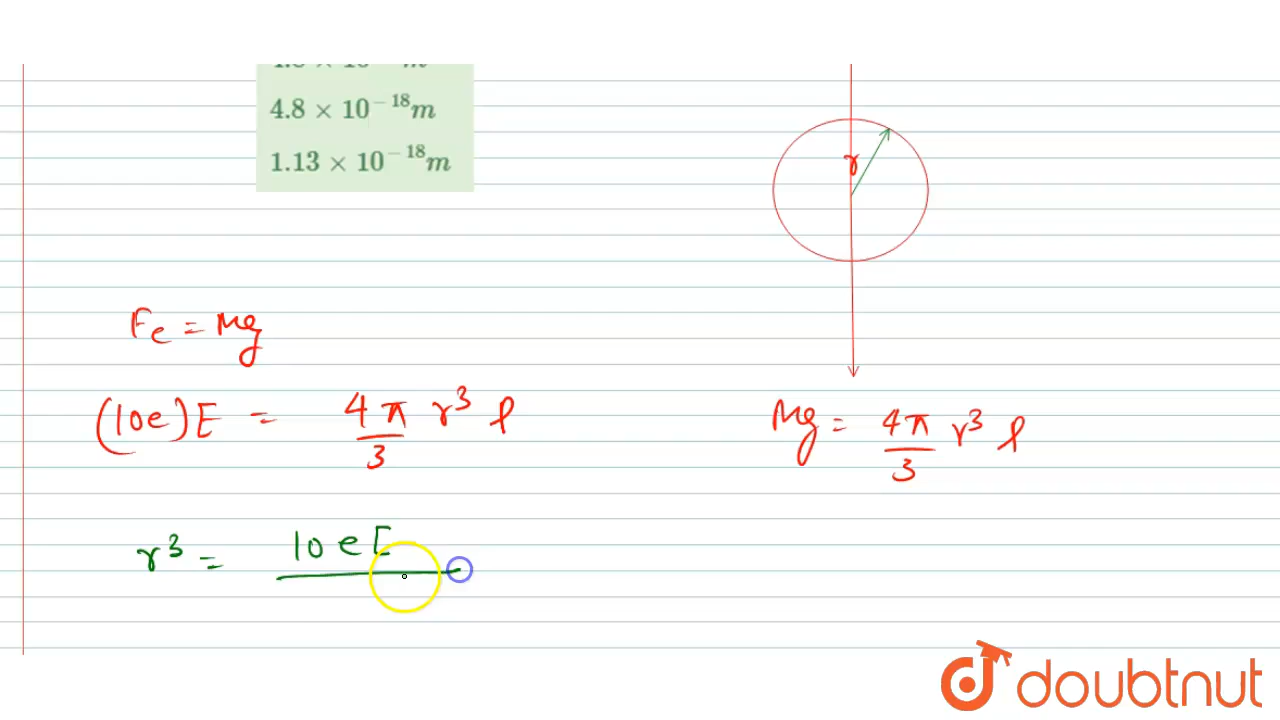 4.8 × 10⁻¹⁸m
1.13 × 10⁻¹⁸m
r
Fe = Mg
(10e)E = 4π/3 r³ ρ
Mg = 4π/3 r³ ρ
r³ = 10 e E
doubtnut